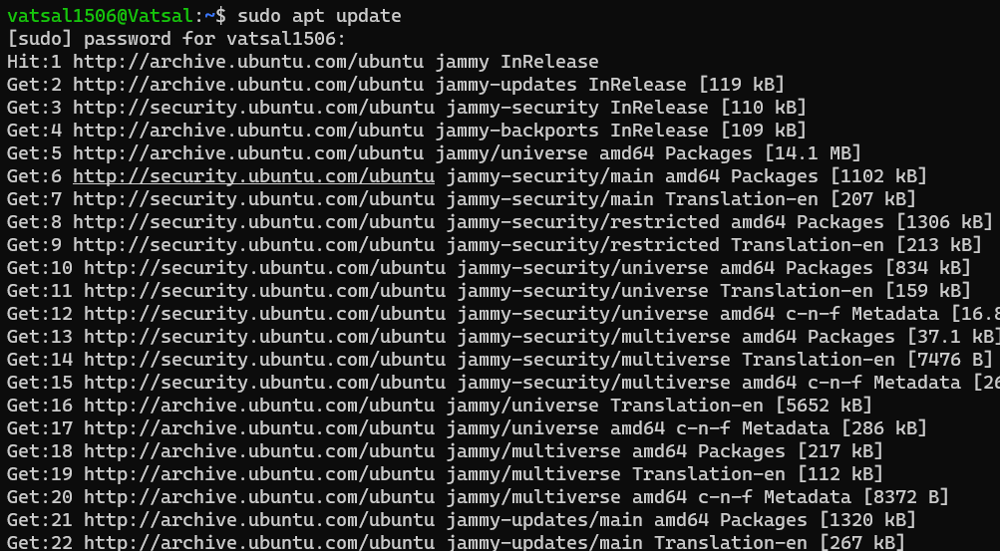 vatsal1506@Vatsal:~$ sudo apt update
[sudo] password for vatsal1506:
Hit:1 http://archive.ubuntu.com/ubuntu jammy InRelease
Get:2 http://archive.ubuntu.com/ubuntu jammy-updates InRelease [119 kB]
Get:3 http://security.ubuntu.com/ubuntu jammy-security InRelease [110 kB]
Get:4 http://archive.ubuntu.com/ubuntu jammy-backports InRelease [109 kB]
Get:5 http://archive.ubuntu.com/ubuntu jammy/universe amd64 Packages [14.1 MB]
Get:6 http://security.ubuntu.com/ubuntu jammy-security/main amd64 Packages [1102 kB]
Get:7 http://security.ubuntu.com/ubuntu jammy-security/main Translation-en [207 kB]
Get:8 http://security.ubuntu.com/ubuntu jammy-security/restricted amd64 Packages [1306 kB]
Get:9 http://security.ubuntu.com/ubuntu jammy-security/restricted Translation-en [213 kB]
Get:10 http://security.ubuntu.com/ubuntu jammy-security/universe amd64 Packages [834 kB]
Get:11 http://security.ubuntu.com/ubuntu jammy-security/universe Translation-en [159 kB]
Get:12 http://security.ubuntu.com/ubuntu jammy-security/universe amd64 c-n-f Metadata [16.8
Get:13 http://security.ubuntu.com/ubuntu jammy-security/multiverse amd64 Packages [37.1 kB]
Get:14 http://security.ubuntu.com/ubuntu jammy-security/multiverse Translation-en [7476 B]
Get:15 http://security.ubuntu.com/ubuntu jammy-security/multiverse amd64 c-n-f Metadata [26
Get:16 http://archive.ubuntu.com/ubuntu jammy/universe Translation-en [5652 kB]
Get:17 http://archive.ubuntu.com/ubuntu jammy/universe amd64 c-n-f Metadata [286 kB]
Get:18 http://archive.ubuntu.com/ubuntu jammy/multiverse amd64 Packages [217 kB]
Get:19 http://archive.ubuntu.com/ubuntu jammy/multiverse Translation-en [112 kB]
Get:20 http://archive.ubuntu.com/ubuntu jammy/multiverse amd64 c-n-f Metadata [8372 B]
Get:21 http://archive.ubuntu.com/ubuntu jammy-updates/main amd64 Packages [1320 kB]
Get:22 http://archive.ubuntu.com/ubuntu jammy-updates/main Translation-en [267 kB]